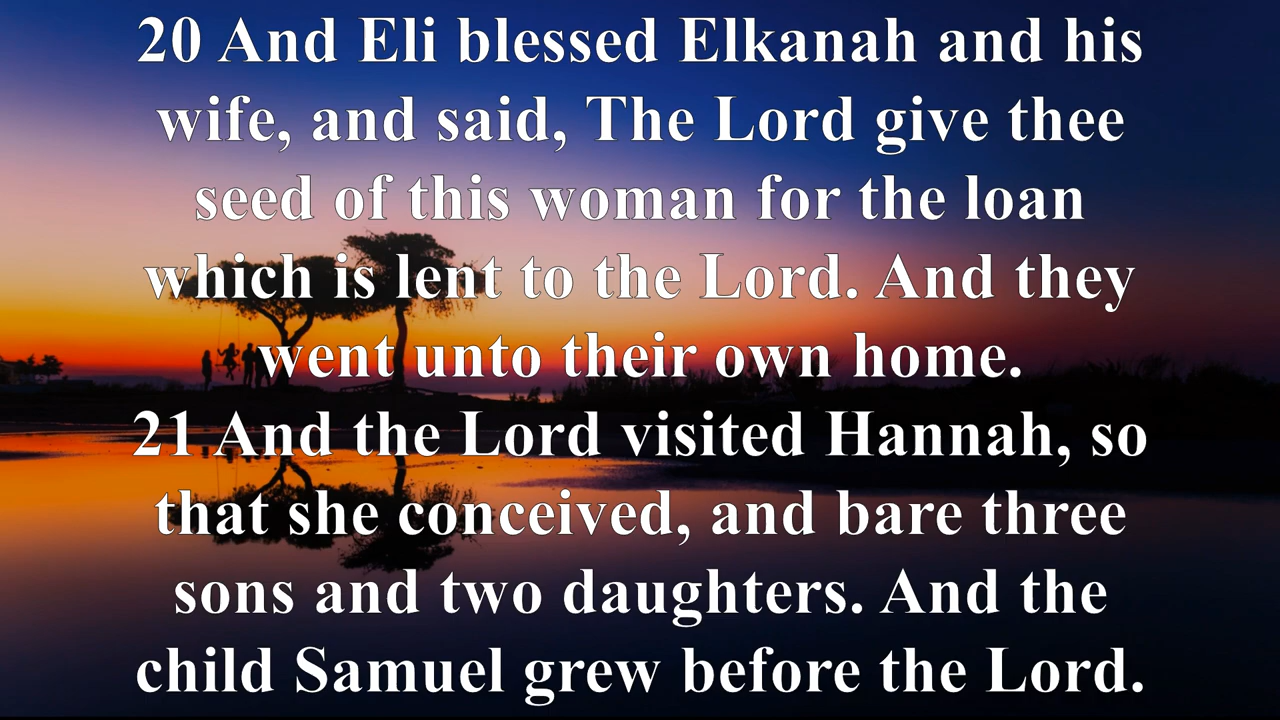 20 And Eli blessed Elkanah and his
wife, and said, The Lord give thee
seed of this woman for the loan
which is lent to the Lord. And they
went unto their own home.
21 And the Lord visited Hannah, so
that she conceived, and bare three
sons and two daughters. And the
child Samuel grew before the Lord.